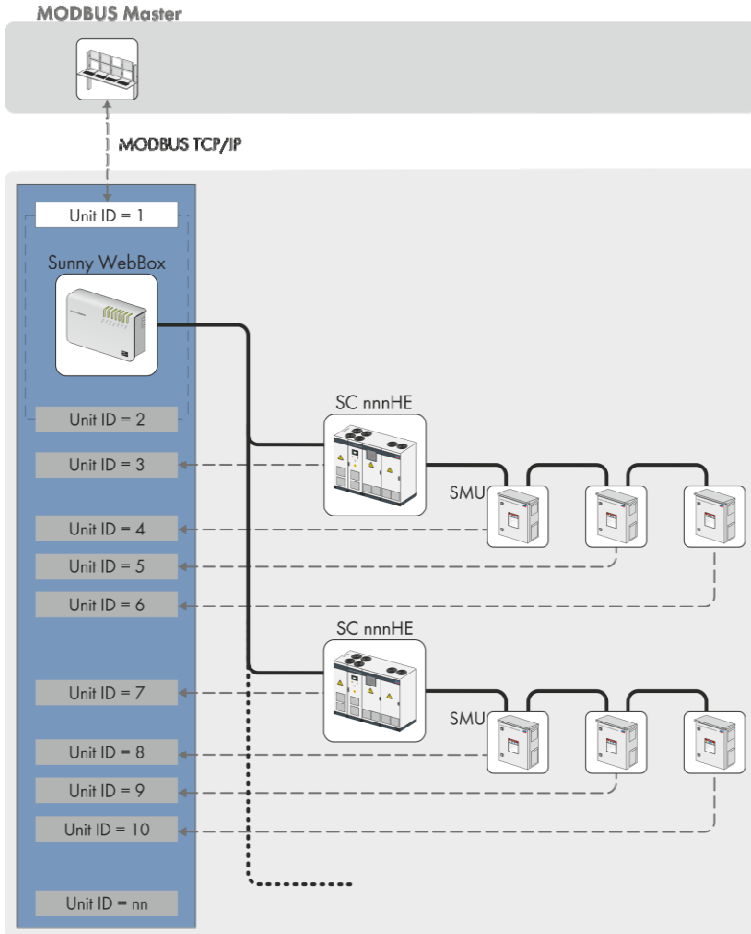 MODBUS Master
MODBUS TCP/IP
Unit ID = 1
Sunny WebBox
Unit ID = 2
SC nnnHE
Unit ID = 3
SMU
Unit ID = 4
Unit ID = 5
Unit ID = 6
SC nnnHE
Unit ID = 7
SMU
Unit ID = 8
Unit ID = 9
Unit ID = 10
Unit ID = nn